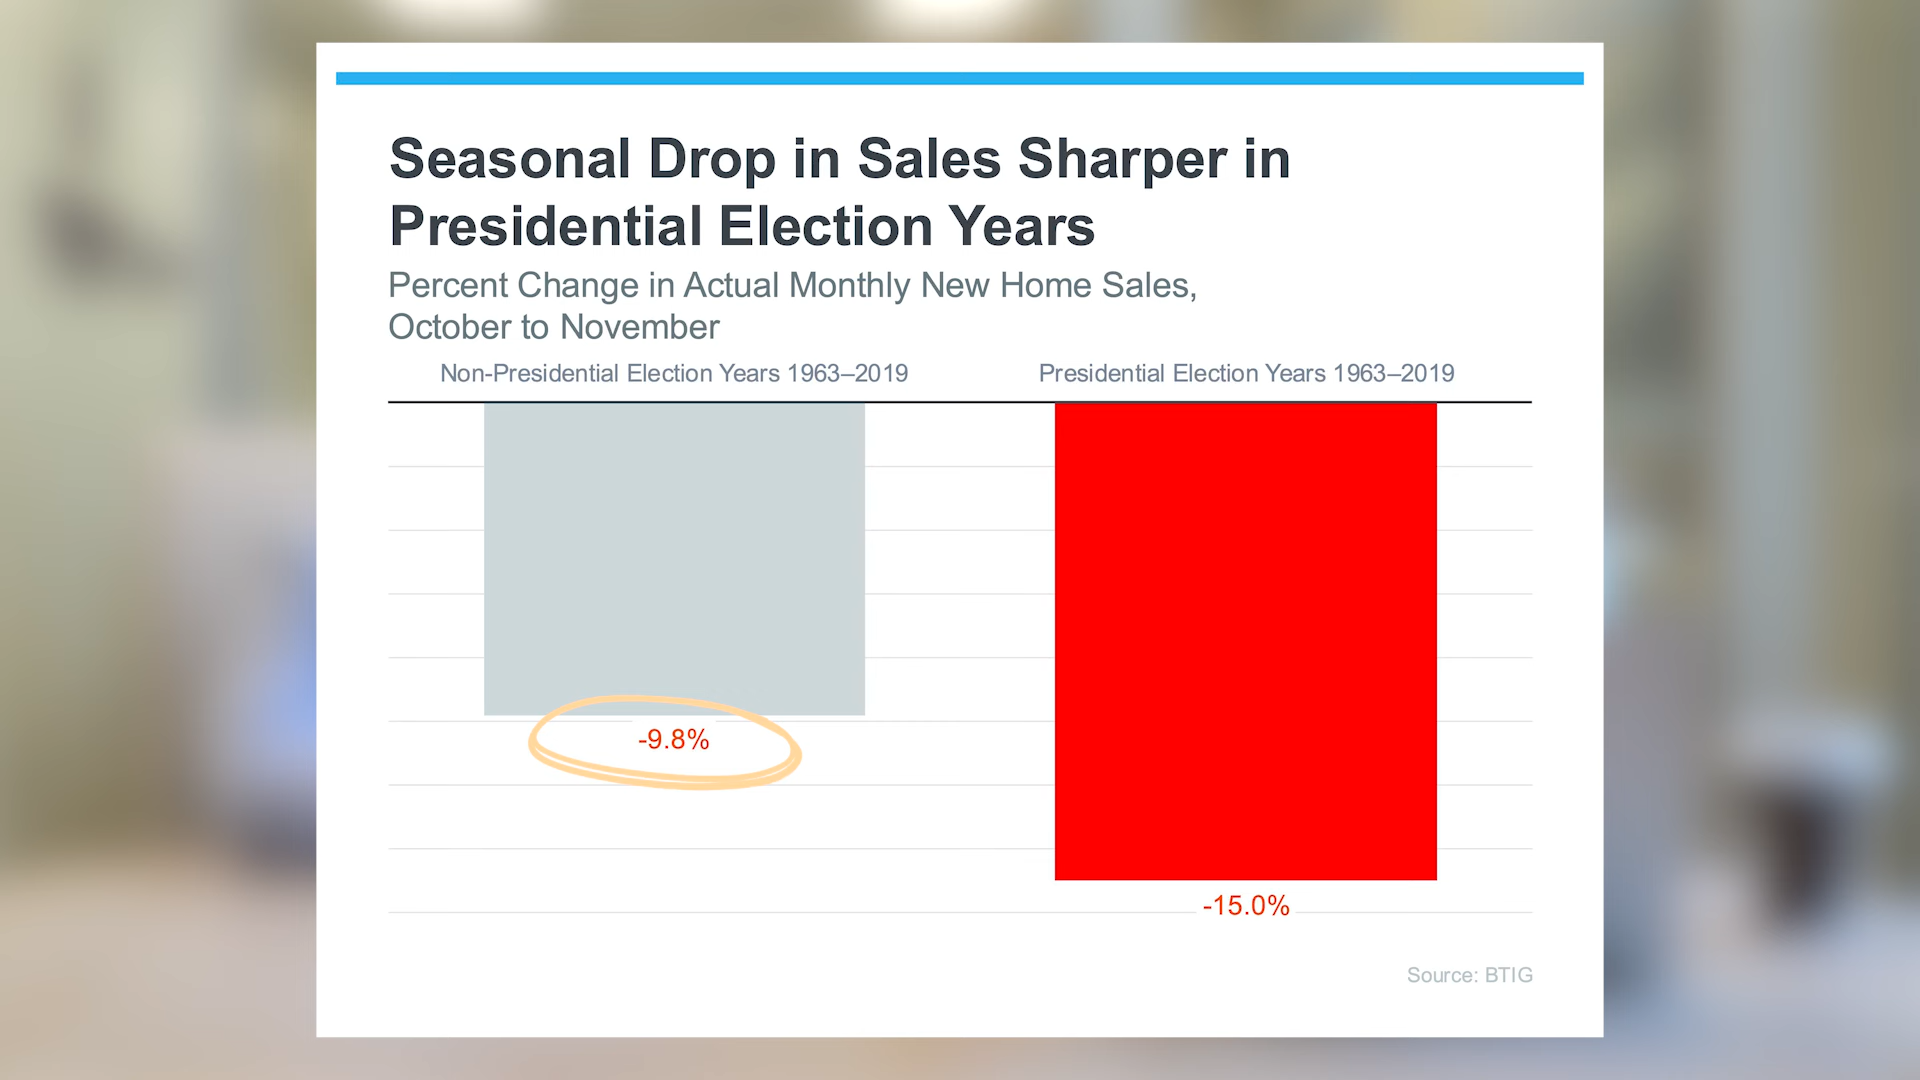 Seasonal Drop in Sales Sharper in
Presidential Election Years
Percent Change in Actual Monthly New Home Sales,
October to November
Non-Presidential Election Years 1963–2019
Presidential Election Years 1963–2019
-9.8%
-15.0%
Source: BTIG